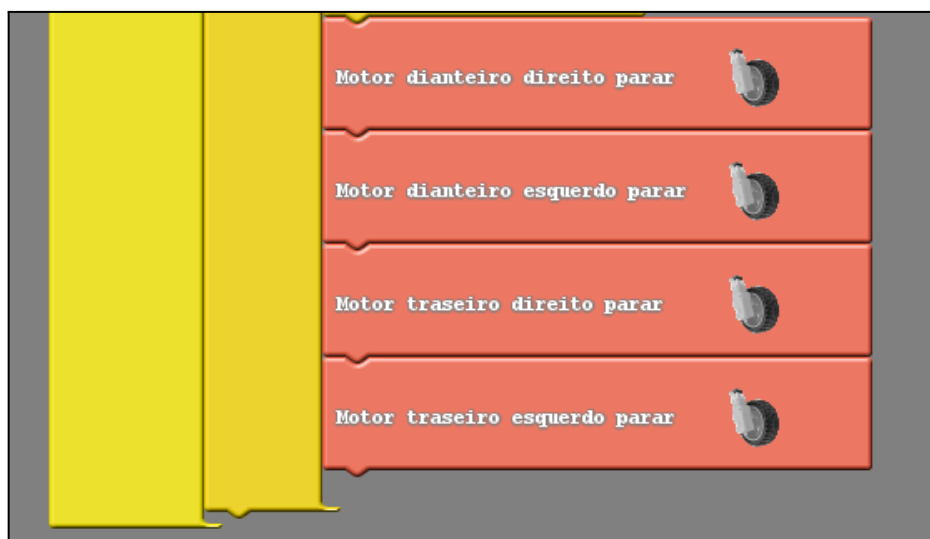 Motor dianteiro direito parar
Motor dianteiro esquerdo parar
Motor traseiro direito parar
Motor traseiro esquerdo parar